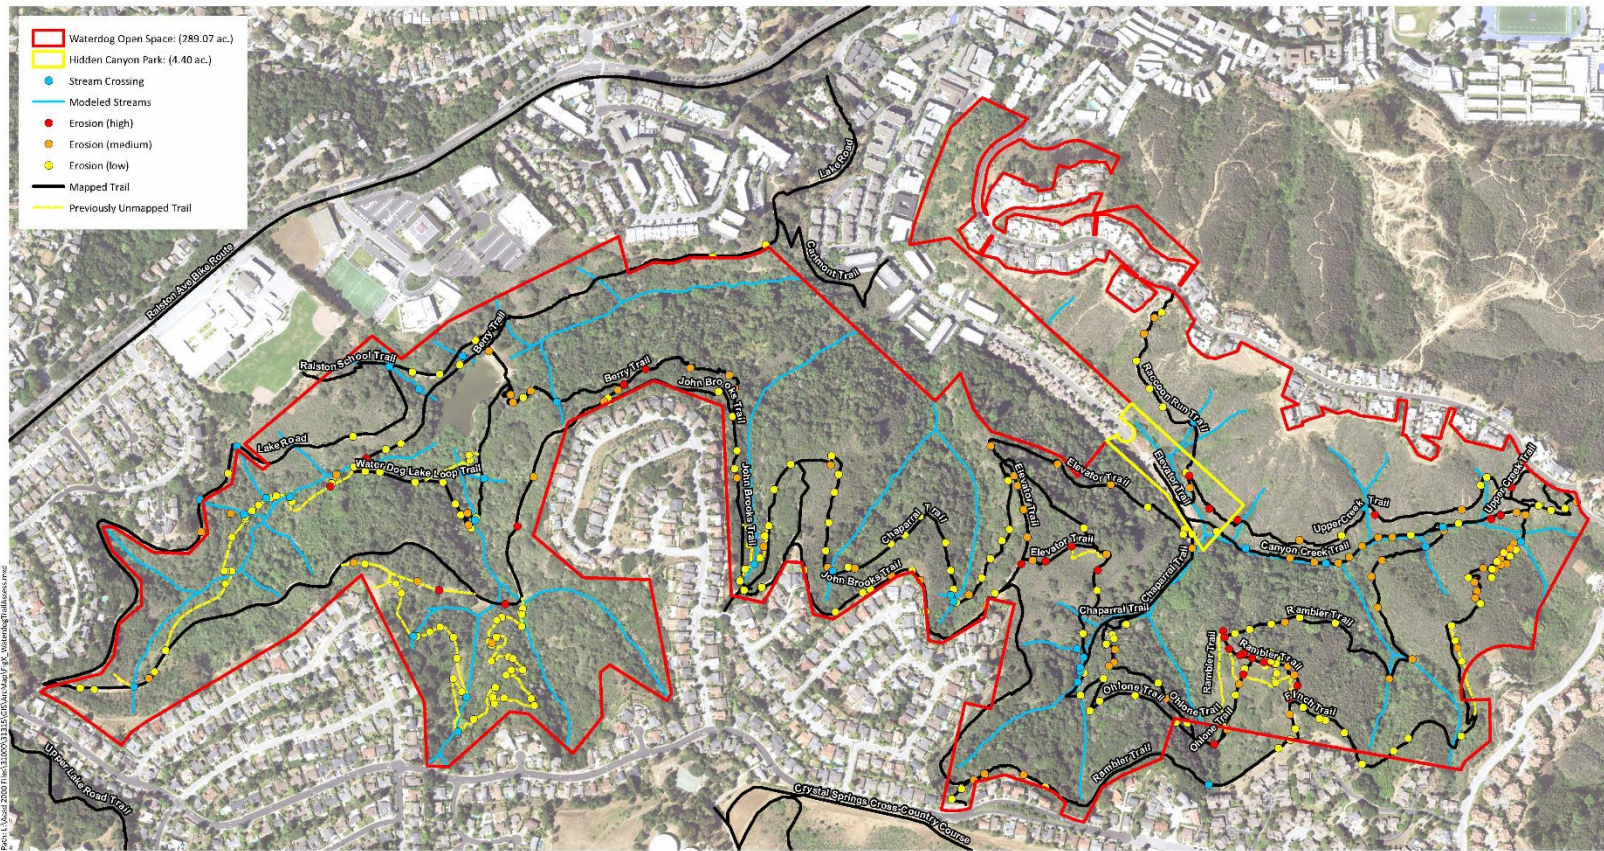 Waterdog Open Space: (289.07 ac.)
Hidden Canyon Park: (4.40 ac.)
Stream Crossing
Modeled Streams
Erosion (high)
Erosion (medium)
Erosion (low)
Mapped Trail
Previously Unmapped Trail
Ralston Ave Bike Route
Lake Road
Carlmont Trail
Berry Trail
Ralston School Trail
Berry Trail
John Brooks Trail
Lake Road
Water Dog Lake Loop Trail
John Brooks Trail
Chaparral Trail
John Brooks Trail
Raccoon Run Trail
Elevator Trail
Elevator Trail
Elevator Trail
Elevator Trail
Upper Creek Trail
Upper Creek Trail
Canyon Creek Trail
Chaparral Trail
Chaparral Trail
Rambler Trail
Rambler Trail
Rambler Trail
Ohlone Trail
Ohlone Trail
Ohlone Trail
Finch Trail
Rambler Trail
Upper Lake Road Trail
Crystal Springs Cross-Country Course